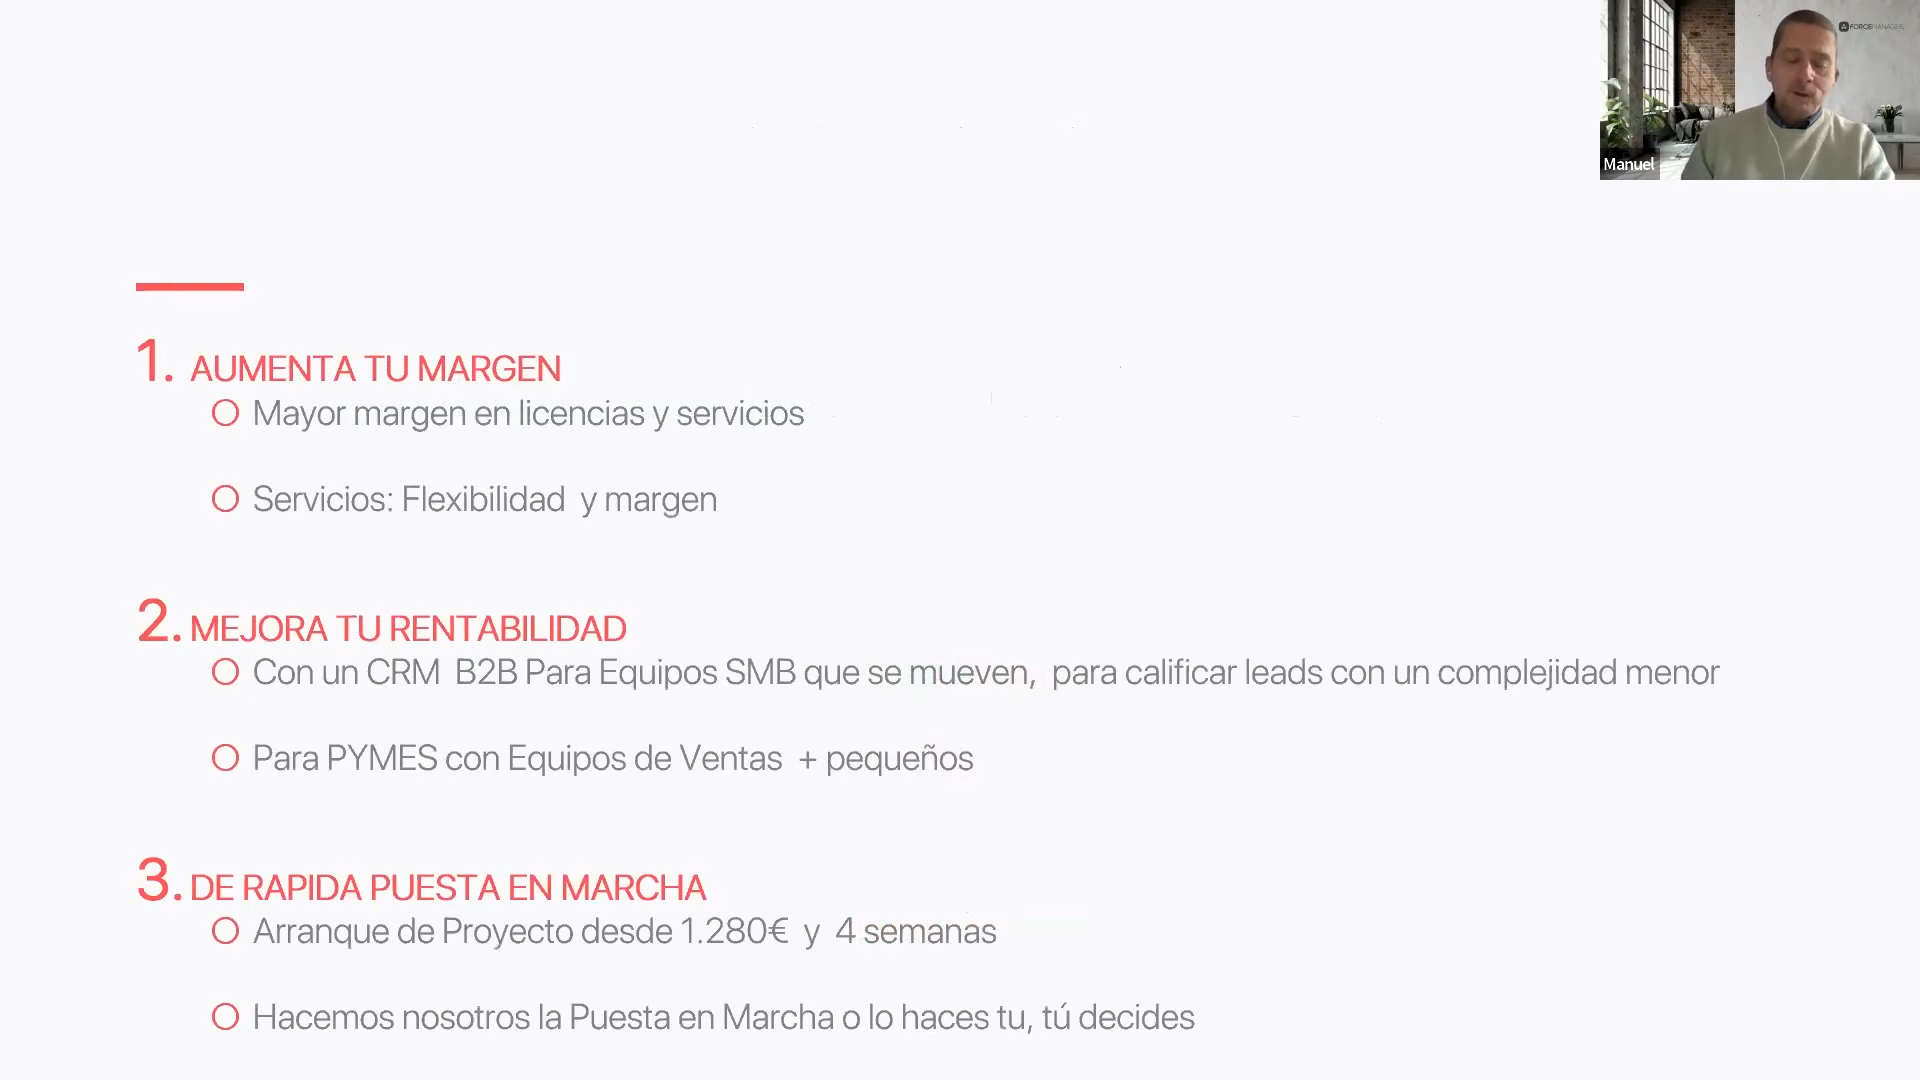 FORCEMANAGER
Manuel
1. AUMENTA TU MARGEN
Mayor margen en licencias y servicios
Servicios: Flexibilidad y margen
2. MEJORA TU RENTABILIDAD
Con un CRM B2B Para Equipos SMB que se mueven, para calificar leads con un complejidad menor
Para PYMES con Equipos de Ventas + pequeños
3. DE RAPIDA PUESTA EN MARCHA
Arranque de Proyecto desde 1.280€ y 4 semanas
Hacemos nosotros la Puesta en Marcha o lo haces tu, tú decides